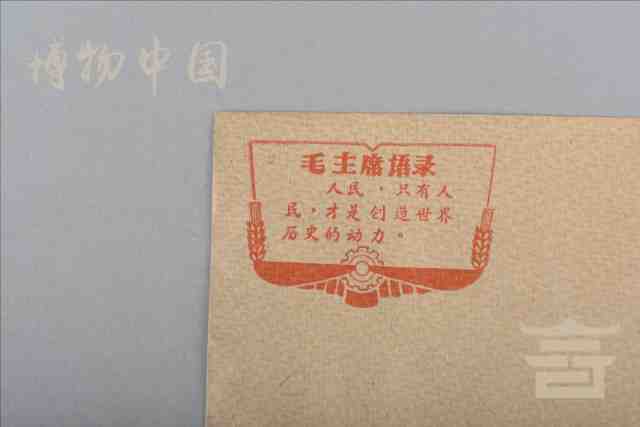 博物中国
毛主席语录
人民，只有人
民，才是创造世界
历史的动力。